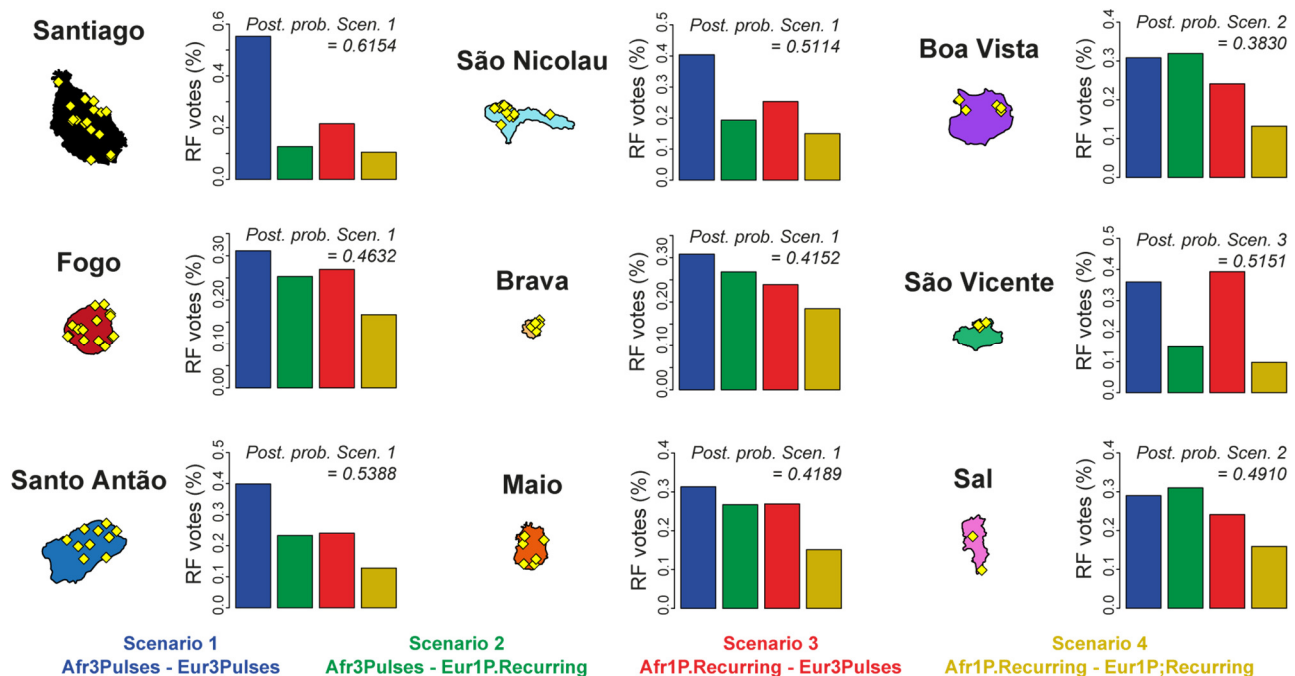 Santiago
RF votes (%)
0.0
0.2
0.4
0.6
Post. prob. Scen. 1
= 0.6154
São Nicolau
RF votes (%)
0.0
0.1
0.2
0.3
0.4
0.5
Post. prob. Scen. 1
= 0.5114
Boa Vista
RF votes (%)
0.0
0.1
0.2
0.3
0.4
Post. prob. Scen. 2
= 0.3830
Fogo
RF votes (%)
0.00
0.10
0.20
0.30
Post. prob. Scen. 1
= 0.4632
Brava
RF votes (%)
0.00
0.10
0.20
0.30
Post. prob. Scen. 1
= 0.4152
São Vicente
RF votes (%)
0.0
0.1
0.2
0.3
0.4
0.5
Post. prob. Scen. 3
= 0.5151
Santo Antão
RF votes (%)
0.0
0.1
0.2
0.3
0.4
0.5
Post. prob. Scen. 1
= 0.5388
Maio
RF votes (%)
0.0
0.1
0.2
0.3
0.4
Post. prob. Scen. 1
= 0.4189
Sal
RF votes (%)
0.0
0.1
0.2
0.3
0.4
Post. prob. Scen. 2
= 0.4910
Scenario 1
Afr3Pulses - Eur3Pulses
Scenario 2
Afr3Pulses - Eur1P.Recurring
Scenario 3
Afr1P.Recurring - Eur3Pulses
Scenario 4
Afr1P.Recurring - Eur1P;Recurring